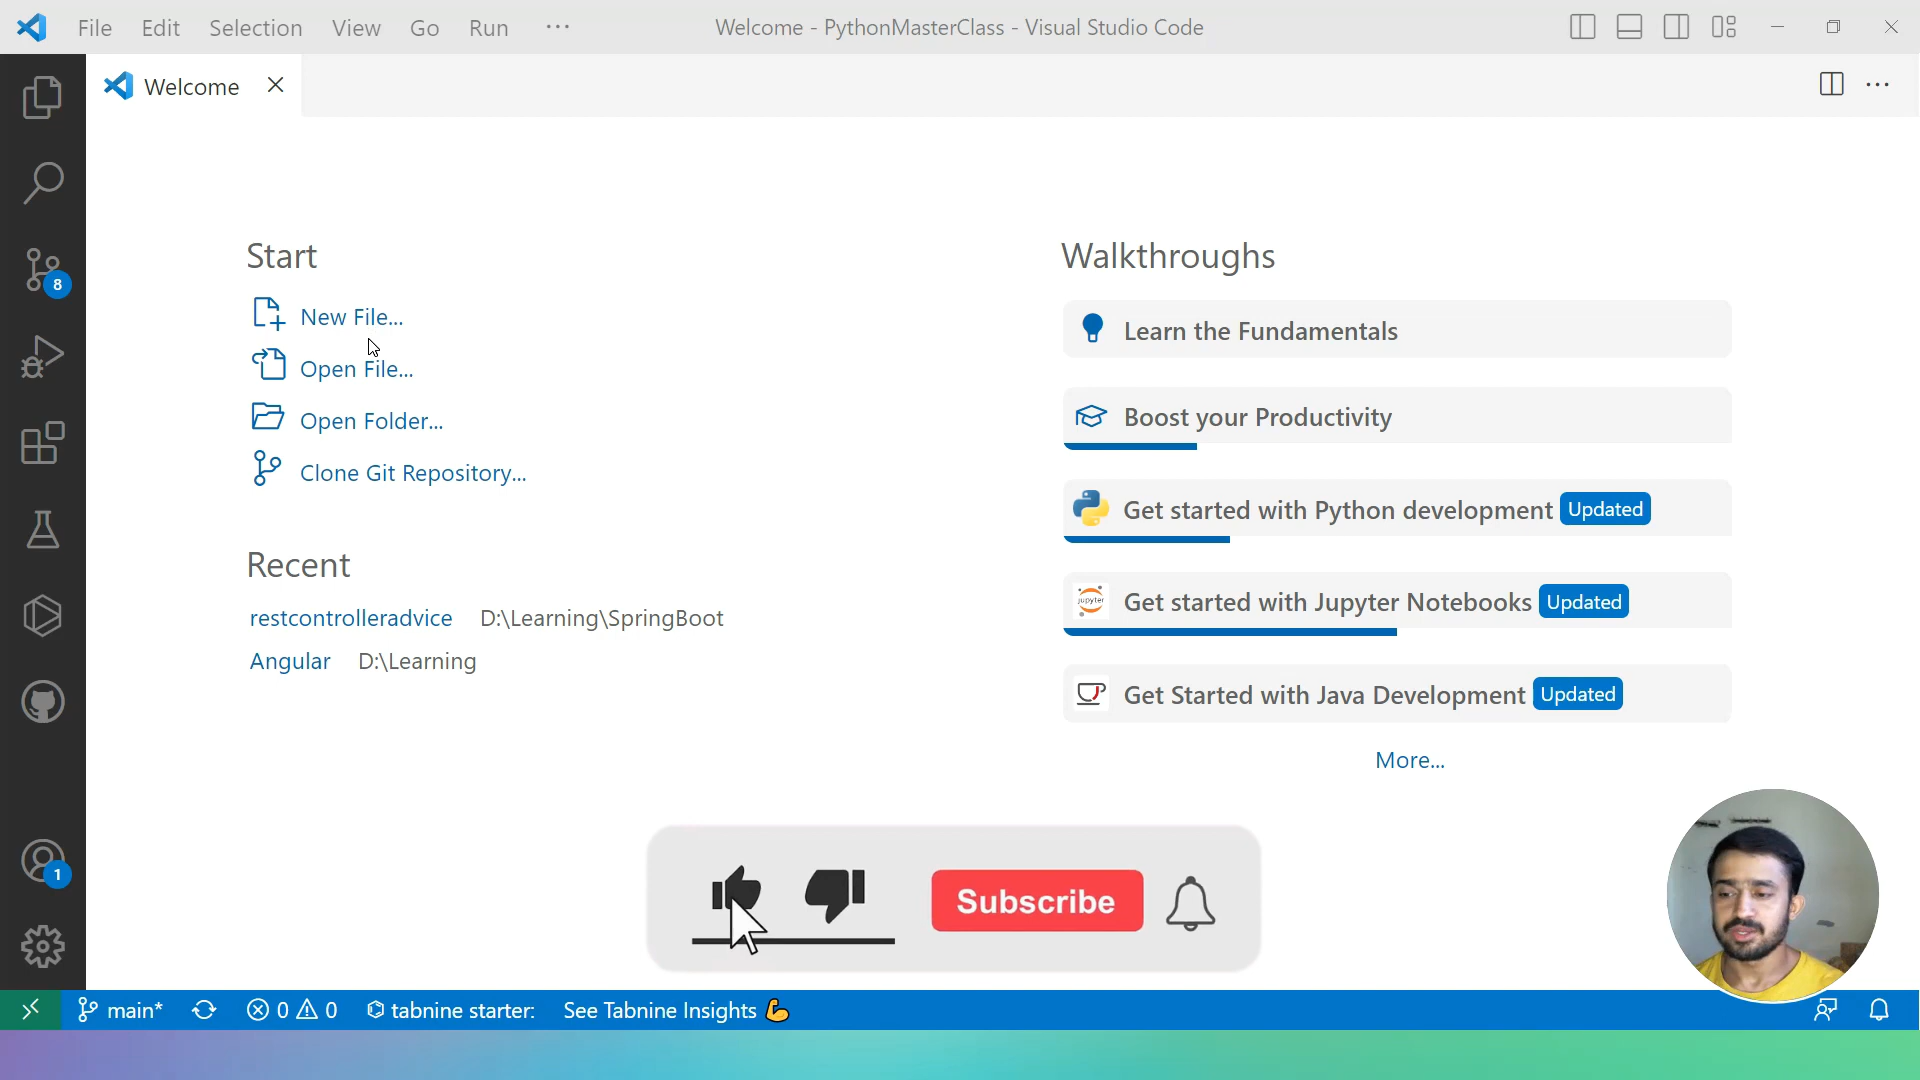 File Edit Selection View Go Run ··· Welcome - PythonMasterClass - Visual Studio Code
Welcome
Start
New File...
Open File...
Open Folder...
Clone Git Repository...
Recent
restcontrolleradvice D:\Learning\SpringBoot
Angular D:\Learning
Walkthroughs
Learn the Fundamentals
Boost your Productivity
Get started with Python development Updated
jupyter Get started with Jupyter Notebooks Updated
Get Started with Java Development Updated
More...
8
1
Subscribe
main* 0 0 tabnine starter: See Tabnine Insights 💪